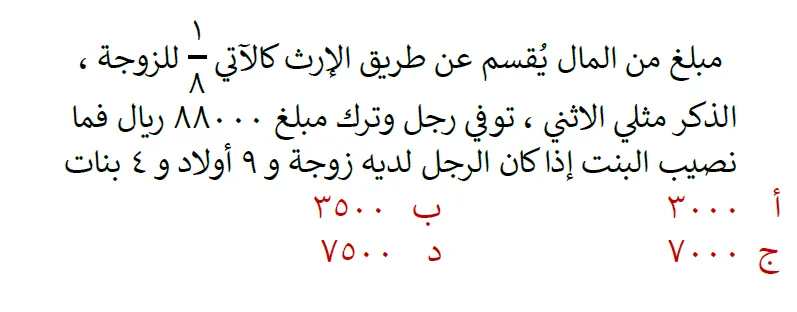 مبلغ من المال يُقسم عن طريق الإرث كالآتي ١/٨ للزوجة ،
الذكر مثلي الاثني ، توفي رجل وترك مبلغ ٨٨٠٠٠ ريال فما
نصيب البنت إذا كان الرجل لديه زوجة و ٩ أولاد و ٤ بنات
أ ٣٠٠٠ ب ٣٥٠٠
ج ٧٠٠٠ د ٧٥٠٠